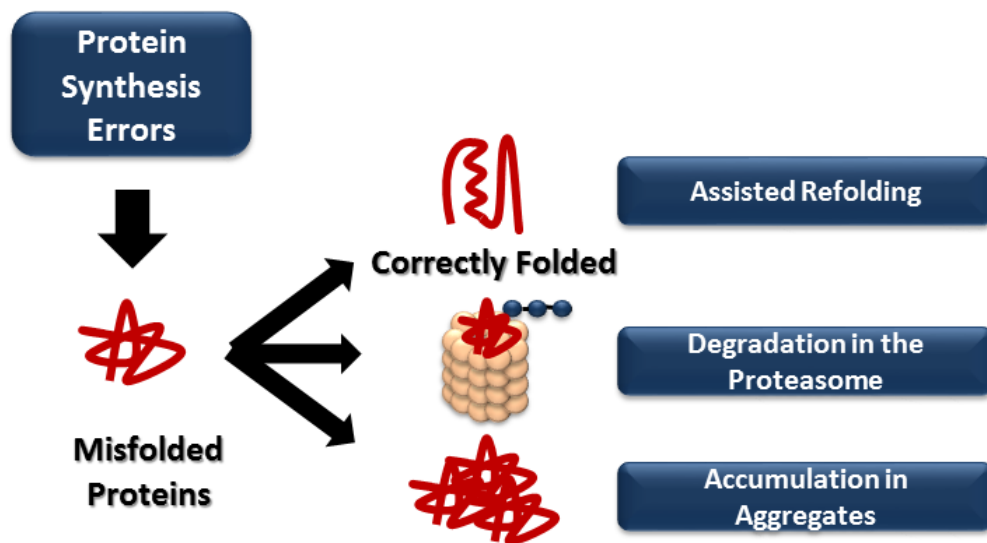 Protein
Synthesis
Errors
Assisted Refolding
Correctly Folded
Degradation in the
Proteasome
Misfolded
Proteins
Accumulation in
Aggregates